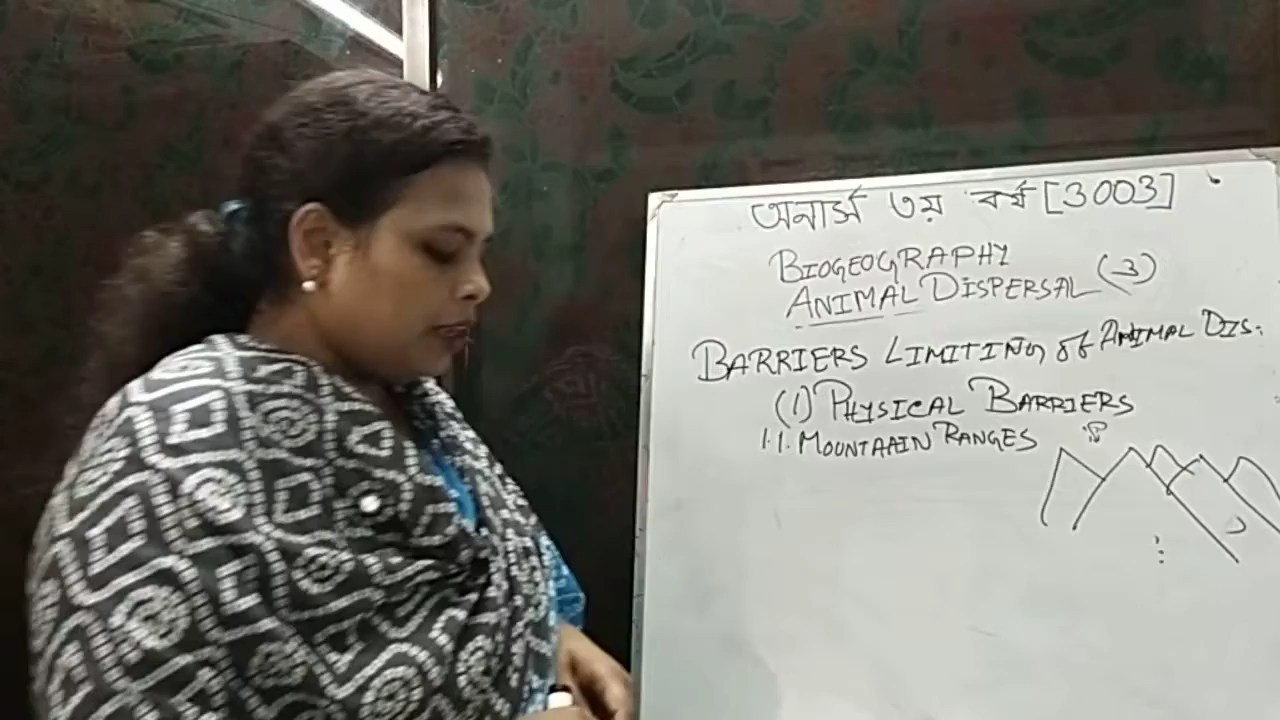 অনার্স ৩য় বর্ষ [3003]
BIOGEOGRAPHY
ANIMAL DISPERSAL (3)
BARRIERS LIMITING of ANIMAL DIS.
(1) PHYSICAL BARRIERS
1.1. MOUNTAAIN RANGES